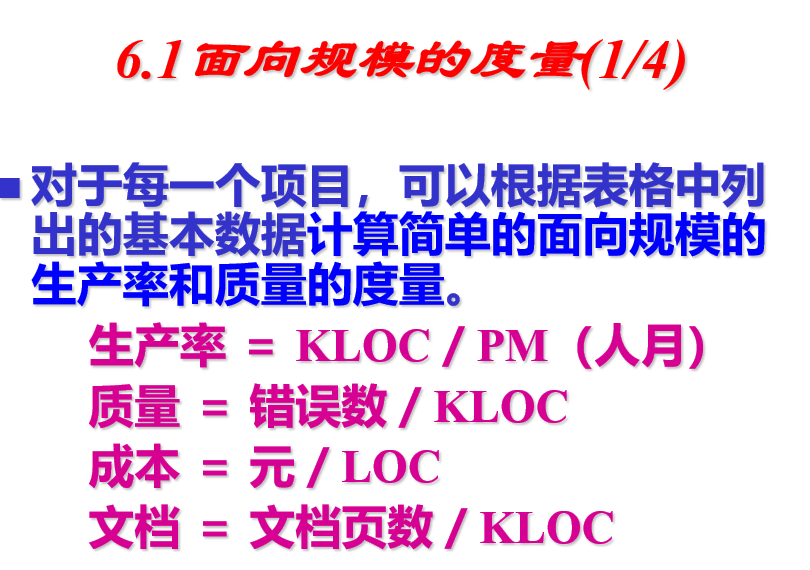 6.1面向规模的度量(1/4)
对于每一个项目，可以根据表格中列
出的基本数据计算简单的面向规模的
生产率和质量的度量。
生产率 ＝ KLOC／PM（人月）
质量 ＝ 错误数／KLOC
成本 ＝ 元／LOC
文档 ＝ 文档页数／KLOC